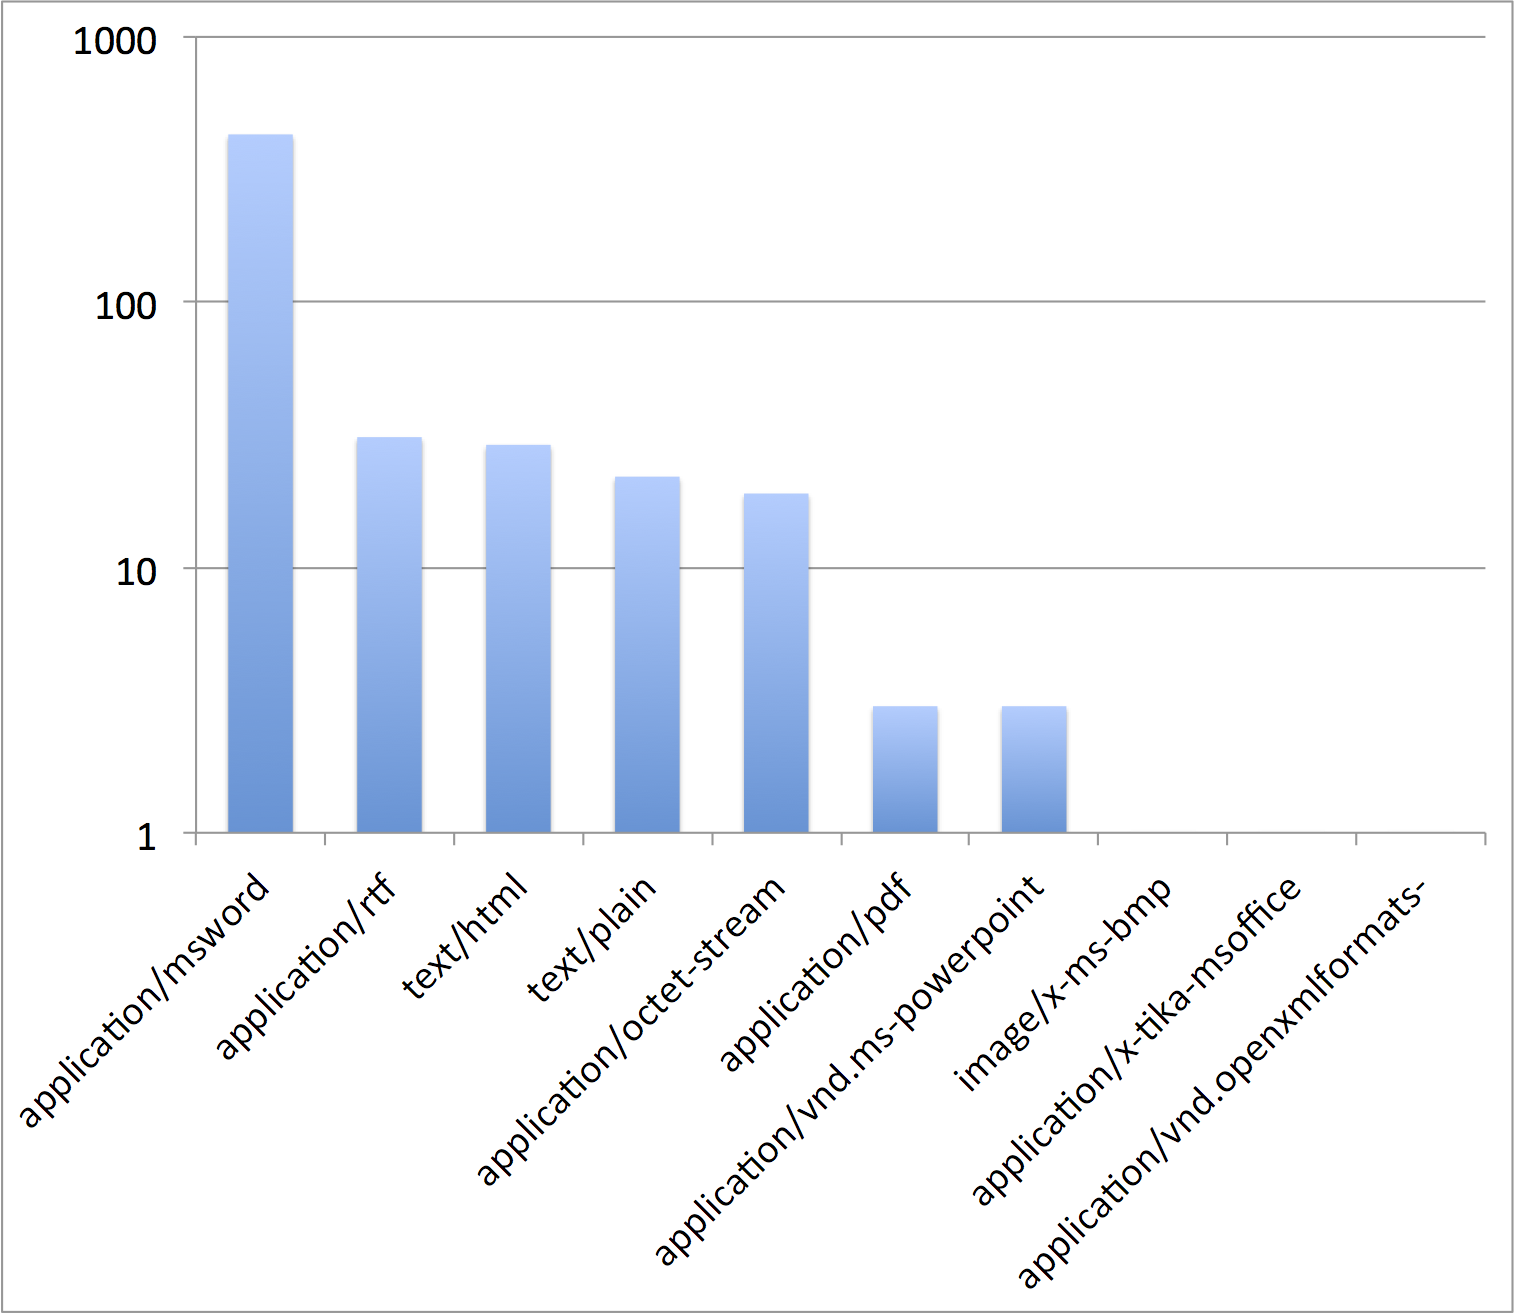 1000
100
10
1
application/msword
application/rtf
text/html
text/plain
application/octet-stream
application/pdf
application/vnd.ms-powerpoint
image/x-ms-bmp
application/x-tika-msoffice
application/vnd.openxmlformats-